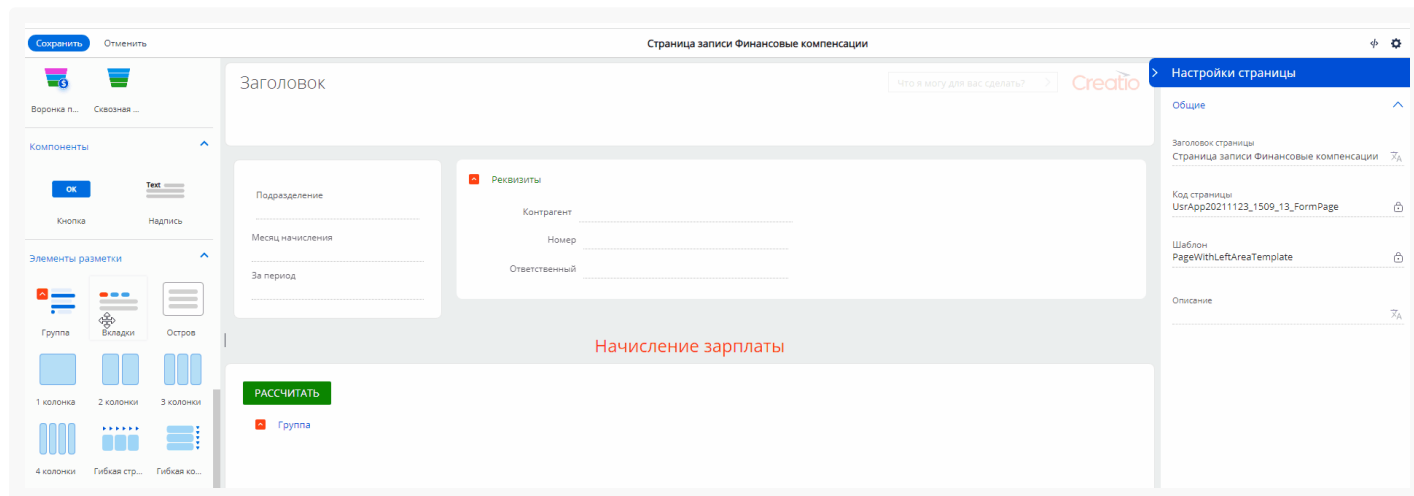 Сохранить Отменить Страница записи Финансовые компенсации
Воронка п... Сквозная ...
Компоненты
ОК Text
Кнопка Надпись
Элементы разметки
Группа Вкладки Остров
1 колонка 2 колонки 3 колонки
4 колонки Гибкая стр... Гибкая ко...
Заголовок Что я могу для вас сделать? > Creatio
Подразделение
Месяц начисления
За период
Реквизиты
Контрагент
Номер
Ответственный
Начисление зарплаты
РАССЧИТАТЬ
Группа
Настройки страницы
Общие
Заголовок страницы
Страница записи Финансовые компенсации
Код страницы
UsrApp20211123_1509_13_FormPage
Шаблон
PageWithLeftAreaTemplate
Описание